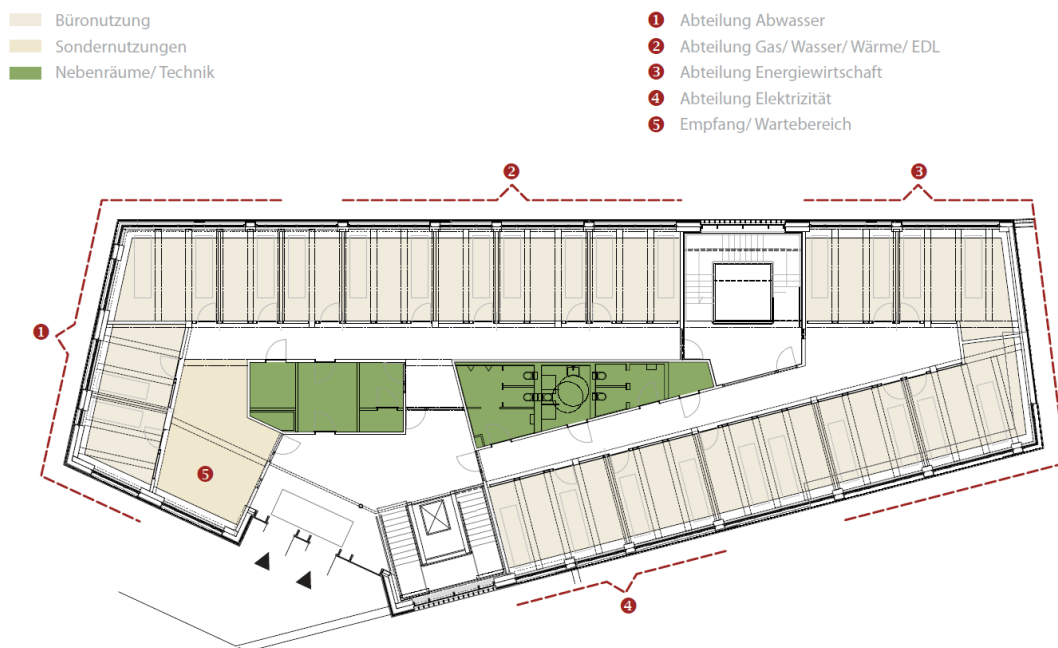 Büronutzung
Sondernutzungen
Nebenräume/ Technik
1 Abteilung Abwasser
2 Abteilung Gas/ Wasser/ Wärme/ EDL
3 Abteilung Energiewirtschaft
4 Abteilung Elektrizität
5 Empfang/ Wartebereich
2
3
1
5
4